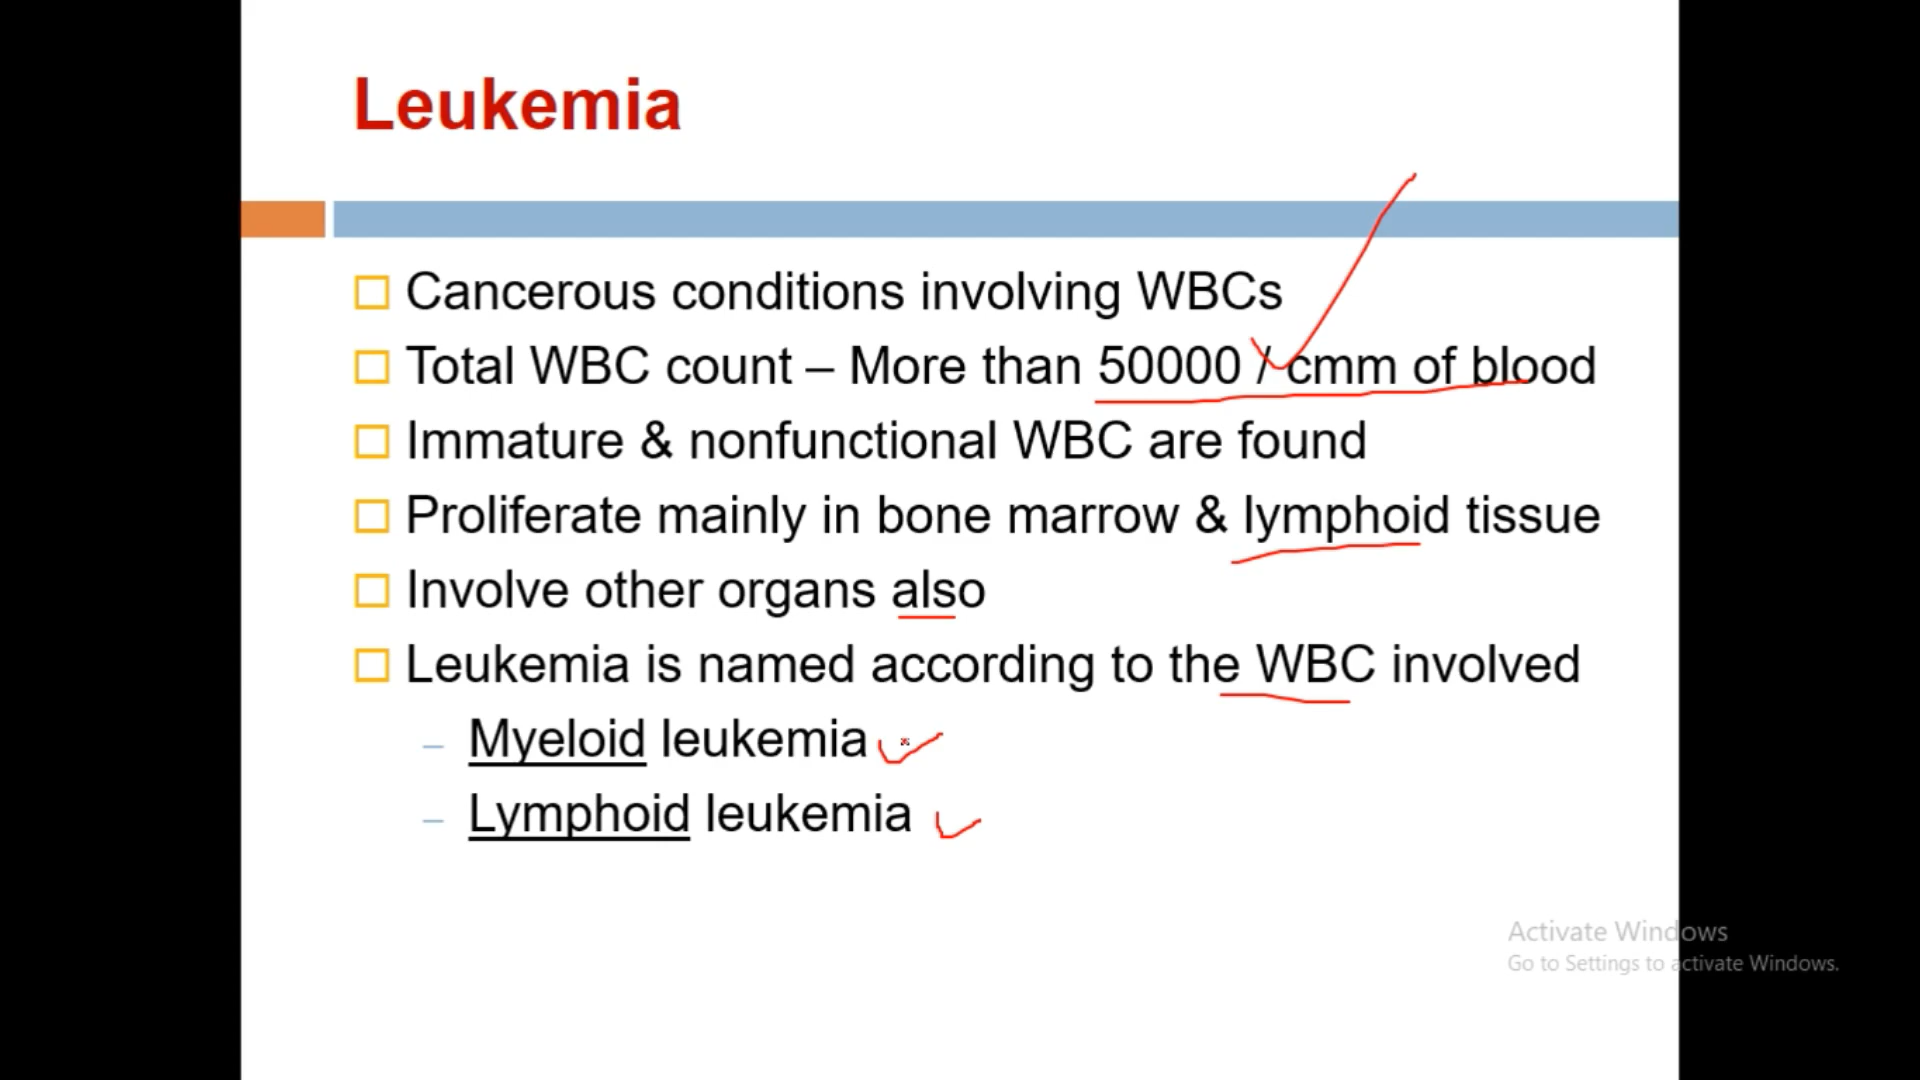 Leukemia
Cancerous conditions involving WBCs
Total WBC count – More than 50000 / cmm of blood
Immature & nonfunctional WBC are found
Proliferate mainly in bone marrow & lymphoid tissue
Involve other organs also
Leukemia is named according to the WBC involved
– Myeloid leukemia
– Lymphoid leukemia
Activate Windows
Go to Settings to activate Windows.